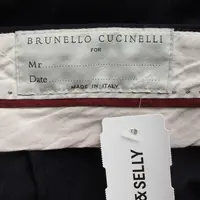 BRUNELLO CUCINELLI
FOR
Mr
Date
MADE IN ITALY
& SELLY